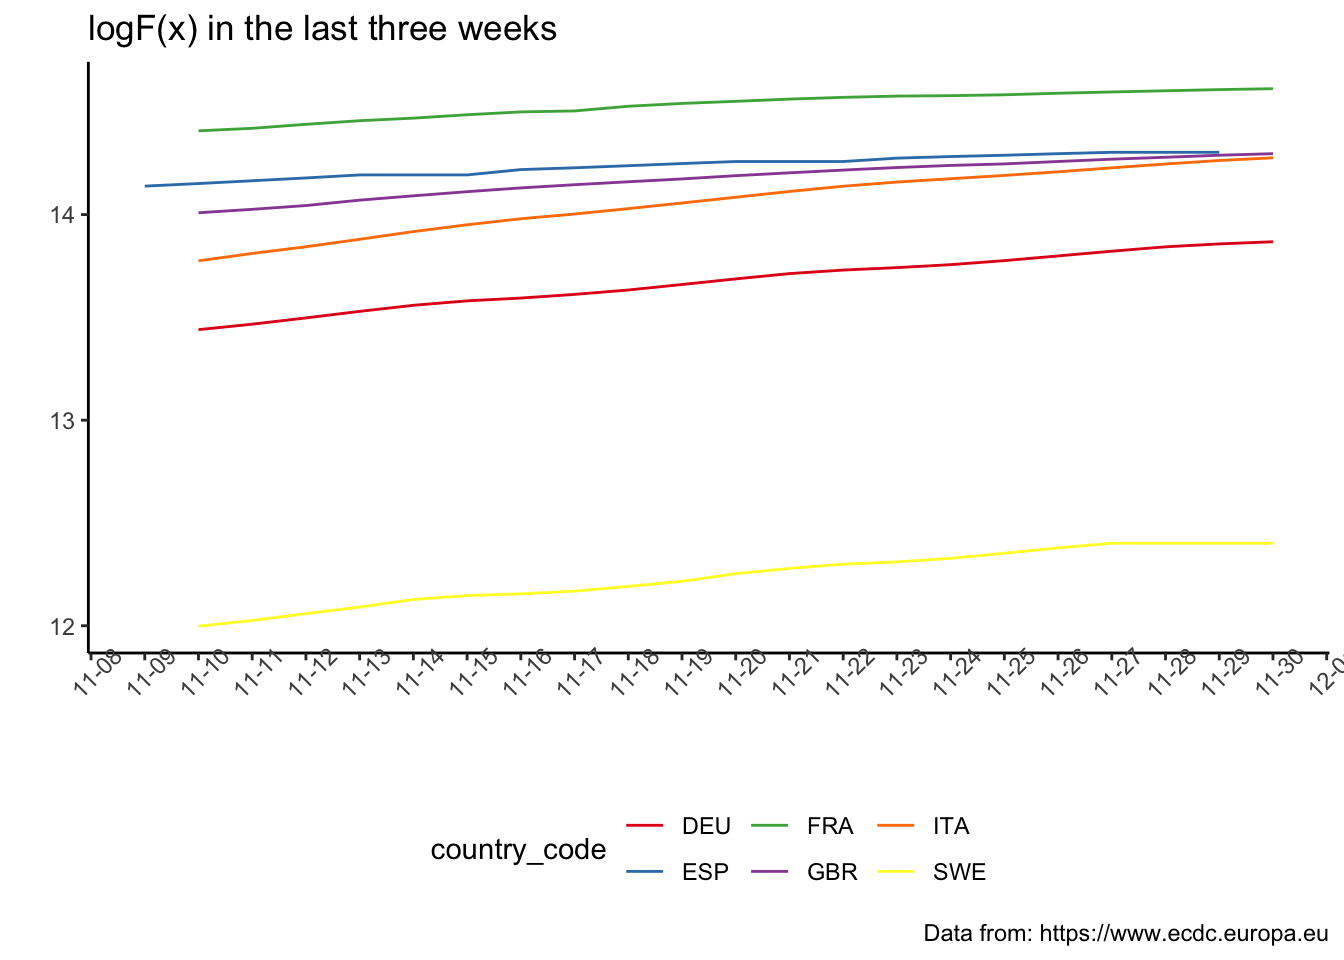 logF(x) in the last three weeks
14
13
12
11-08 11-09 11-10 11-11 11-12 11-13 11-14 11-15 11-16 11-17 11-18 11-19 11-20 11-21 11-22 11-23 11-24 11-25 11-26 11-27 11-28 11-29 11-30 12-0
country_code
DEU FRA ITA
ESP GBR SWE
Data from: https://www.ecdc.europa.eu